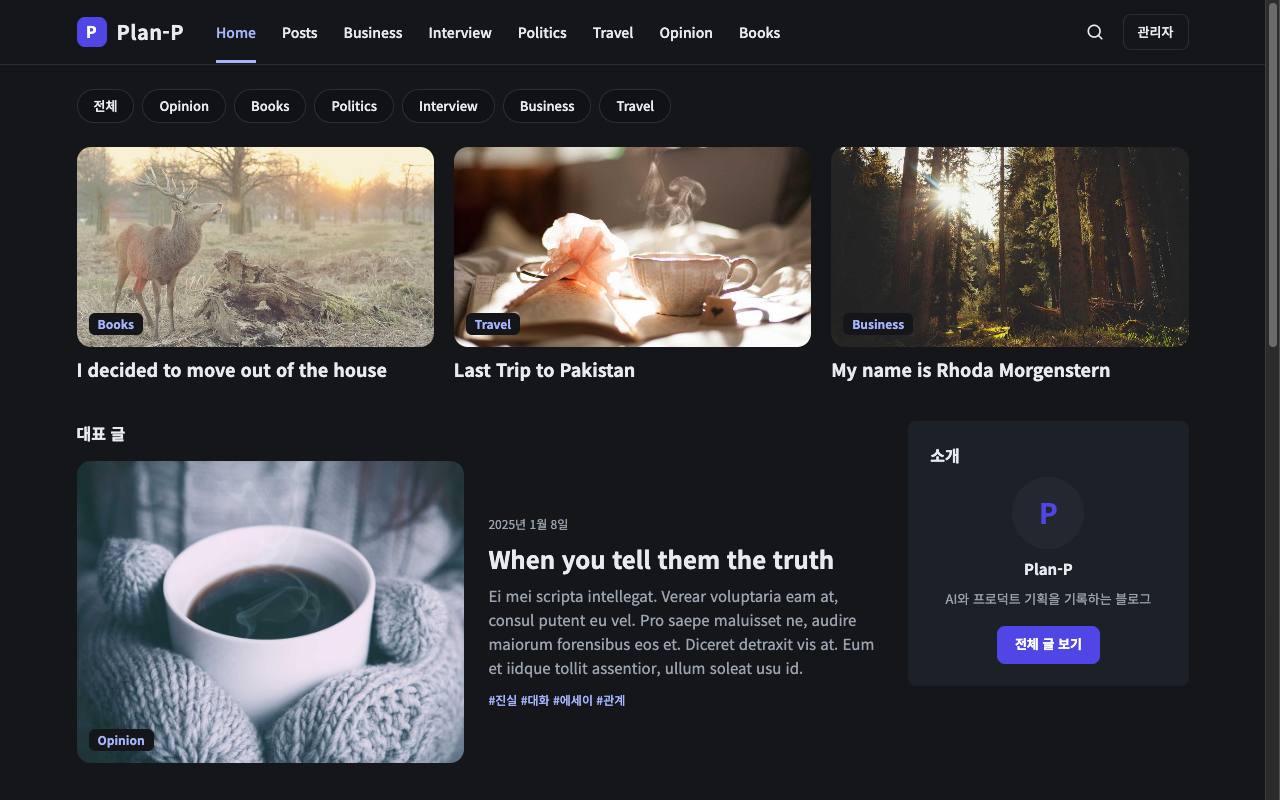 P Plan-P Home Posts Business Interview Politics Travel Opinion Books 관리자
전체 Opinion Books Politics Interview Business Travel
Books
Travel
Business
I decided to move out of the house
Last Trip to Pakistan
My name is Rhoda Morgenstern
대표 글
Opinion
2025년 1월 8일
When you tell them the truth
Ei mei scripta intellegat. Verear voluptaria eam at,
consul putent eu vel. Pro saepe maluisset ne, audire
maiorum forensibus eos et. Diceret detraxit vis at. Eum
et iidque tollit assentior, ullum soleat usu id.
#진실 #대화 #에세이 #관계
소개
P
Plan-P
AI와 프로덕트 기획을 기록하는 블로그
전체 글 보기